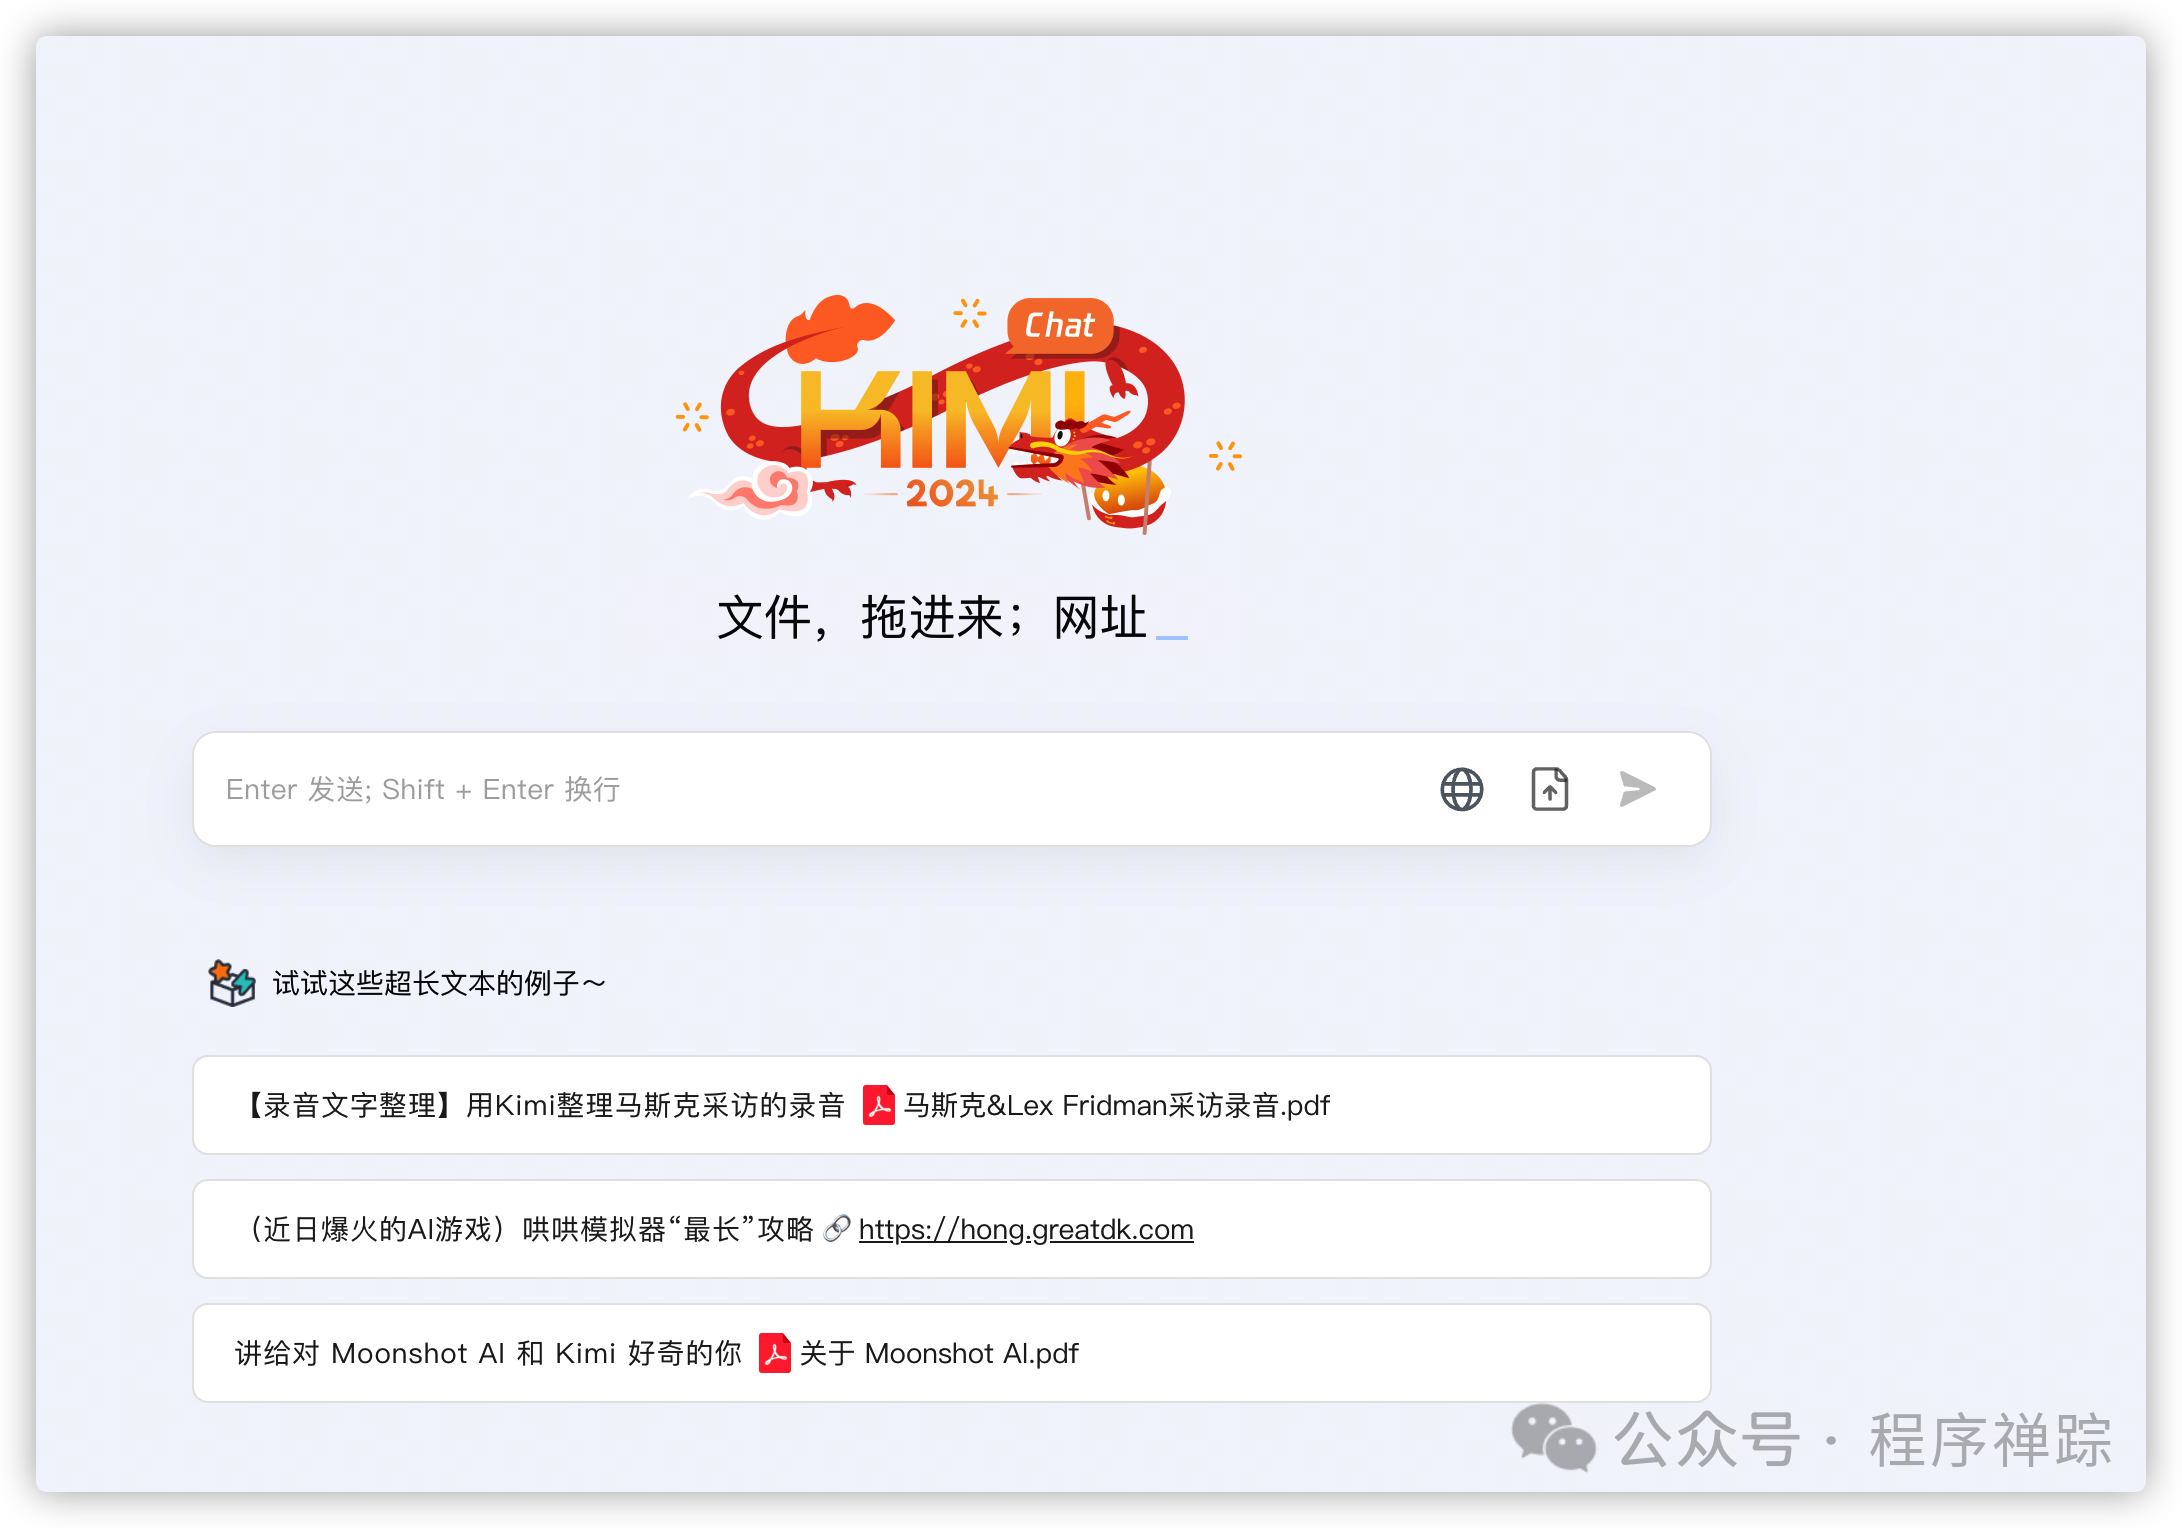 Chat
KIMI
2024
文件，拖进来；网址
Enter 发送; Shift + Enter 换行
试试这些超长文本的例子～
【录音文字整理】用Kimi整理马斯克采访的录音 马斯克&Lex Fridman采访录音.pdf
（近日爆火的AI游戏）哄哄模拟器“最长”攻略 https://hong.greatdk.com
讲给对 Moonshot AI 和 Kimi 好奇的你 关于 Moonshot AI.pdf
公众号 · 程序禅踪